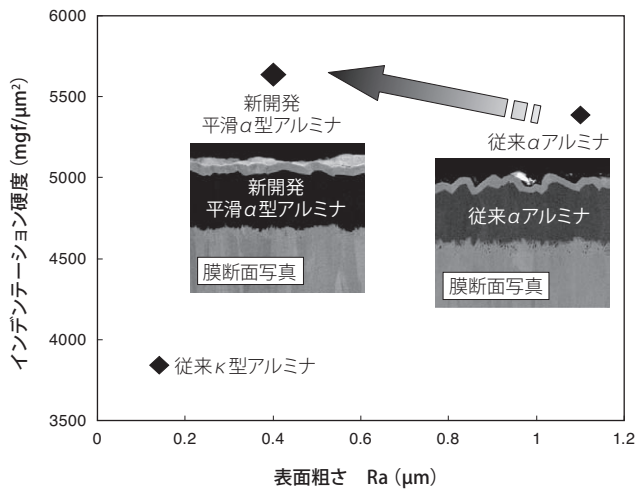 6000
5500
5000
4500
4000
3500
インデンテーション硬度 (mgf/μm²)
新開発
平滑α型アルミナ
従来αアルミナ
新開発
平滑α型アルミナ
膜断面写真
従来αアルミナ
膜断面写真
従来κ型アルミナ
0 0.2 0.4 0.6 0.8 1 1.2
表面粗さ Ra (μm)